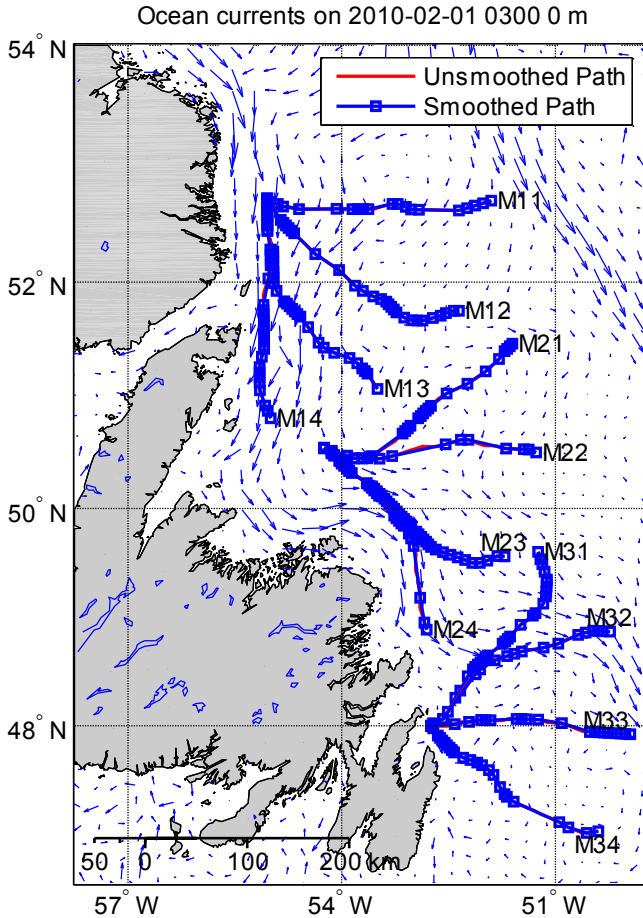 Ocean currents on 2010-02-01 0300 0 m
54° N
Unsmoothed Path
Smoothed Path
M11
52° N
M12
M21
M13
M14
M22
50° N
M23
M31
M24
M32
48° N
M33
M34
50 0 100 200 km
57° W 54° W 51° W